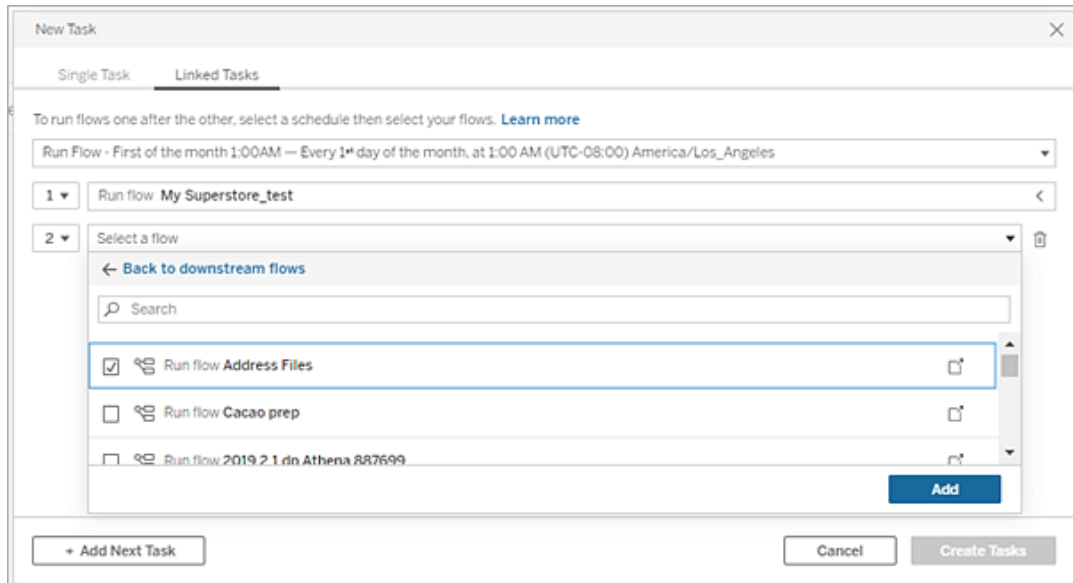 New Task
Single Task Linked Tasks
To run flows one after the other, select a schedule then select your flows. Learn more
Run Flow - First of the month 1:00AM — Every 1st day of the month, at 1:00 AM (UTC-08:00) America/Los_Angeles
1 Run flow My Superstore_test
2 Select a flow
Back to downstream flows
Search
Run flow Address Files
Run flow Cacao prep
Run flow 2019.2.1 dp Athena 887699
Add
+ Add Next Task Cancel Create Tasks